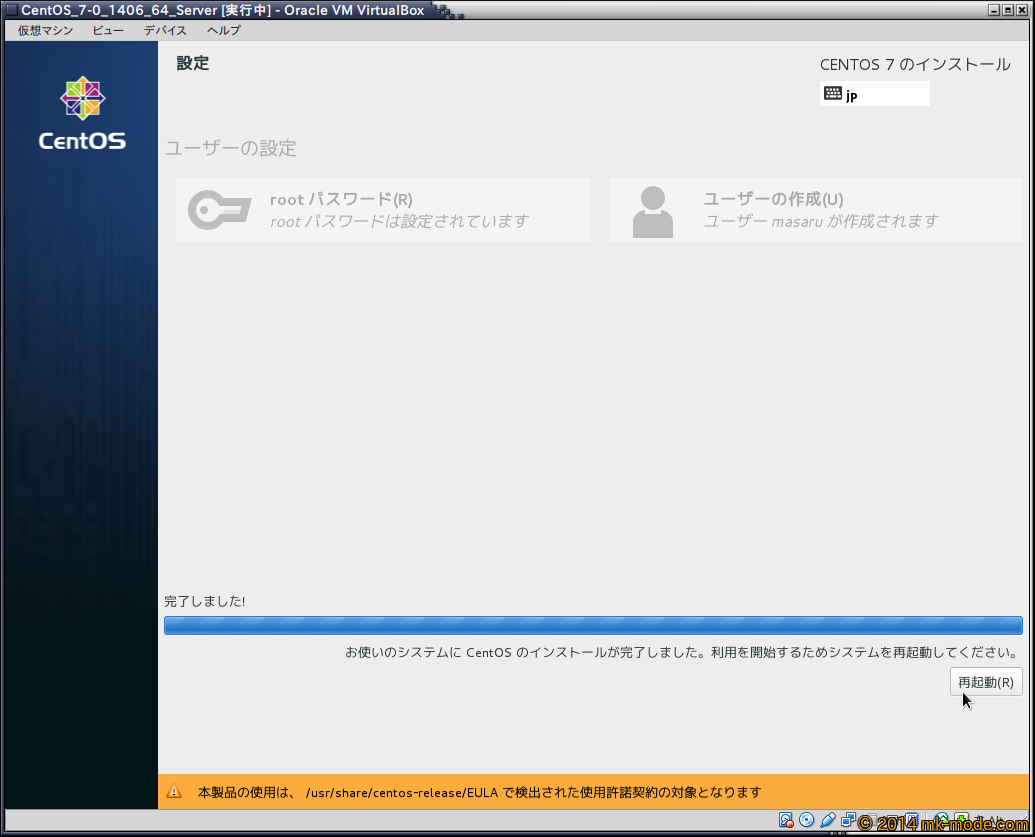 CentOS_7-0_1406_64_Server [実行中] - Oracle VM VirtualBox
仮想マシン ビュー デバイス ヘルプ
CentOS
設定
CENTOS 7 のインストール
jp
ユーザーの設定
root パスワード(R)
root パスワードは設定されています
ユーザーの作成(U)
ユーザー masaru が作成されます
完了しました!
お使いのシステムに CentOS のインストールが完了しました。利用を開始するためシステムを再起動してください。
再起動(R)
本製品の使用は、 /usr/share/centos-release/EULA で検出された使用許諾契約の対象となります
© 2014 mk-mode.com